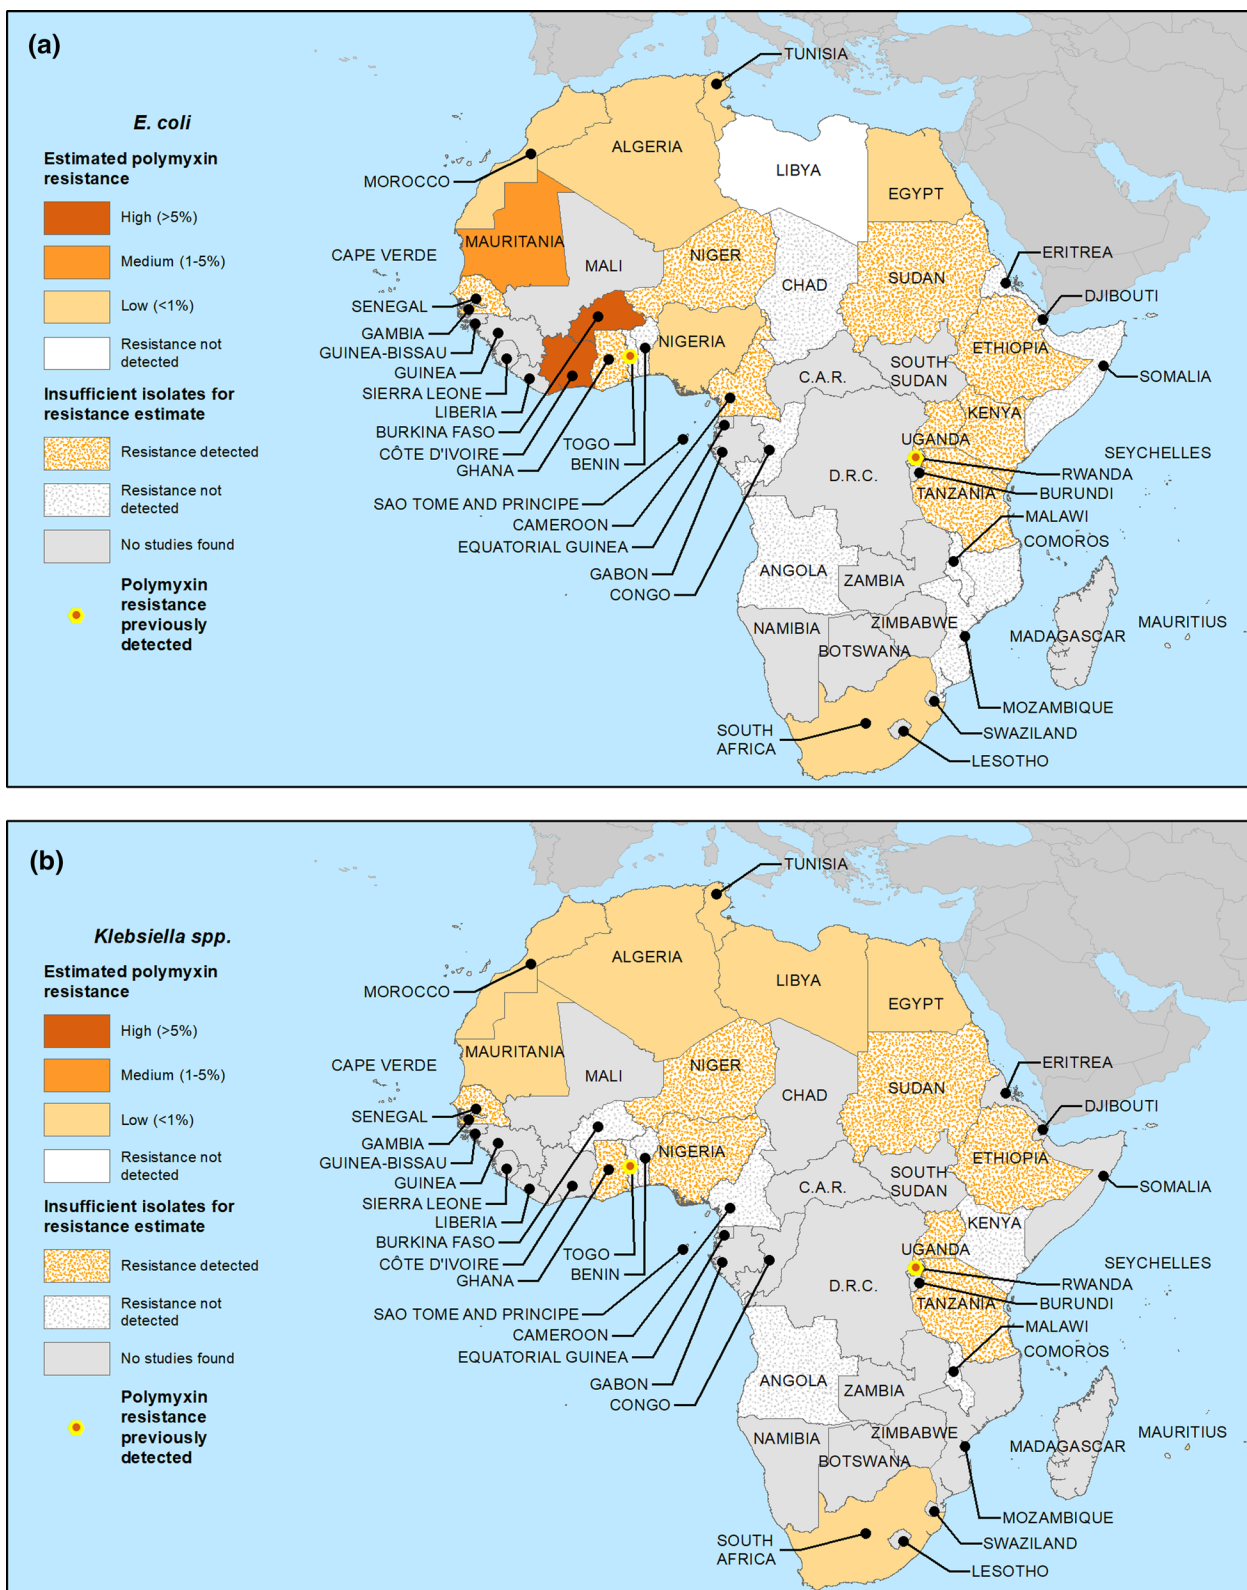 (a)
E. coli
Estimated polymyxin
resistance
High (>5%)
Medium (1-5%)
Low (<1%)
Resistance not
detected
Insufficient isolates for
resistance estimate
Resistance detected
Resistance not
detected
No studies found
Polymyxin
resistance
previously
detected
TUNISIA
ALGERIA
MOROCCO
LIBYA
EGYPT
MAURITANIA
CAPE VERDE
MALI
NIGER
CHAD
SUDAN
ERITREA
SENEGAL
DJIBOUTI
GAMBIA
GUINEA-BISSAU
NIGERIA
ETHIOPIA
GUINEA
SOUTH
SUDAN
C.A.R.
SOMALIA
SIERRA LEONE
LIBERIA
KENYA
BURKINA FASO
UGANDA
TOGO
CÔTE D'IVOIRE
SEYCHELLES
BENIN
GHANA
RWANDA
D.R.C.
TANZANIA
BURUNDI
SAO TOME AND PRINCIPE
MALAWI
CAMEROON
COMOROS
EQUATORIAL GUINEA
ANGOLA
GABON
ZAMBIA
CONGO
NAMIBIA
ZIMBABWE
MAURITIUS
MADAGASCAR
BOTSWANA
MOZAMBIQUE
SOUTH
AFRICA
SWAZILAND
LESOTHO
(b)
Klebsiella spp.
Estimated polymyxin
resistance
High (>5%)
Medium (1-5%)
Low (<1%)
Resistance not
detected
Insufficient isolates for
resistance estimate
Resistance detected
Resistance not
detected
No studies found
Polymyxin
resistance
previously
detected
TUNISIA
ALGERIA
MOROCCO
LIBYA
EGYPT
MAURITANIA
CAPE VERDE
MALI
NIGER
CHAD
SUDAN
ERITREA
SENEGAL
DJIBOUTI
GAMBIA
GUINEA-BISSAU
NIGERIA
ETHIOPIA
GUINEA
SOUTH
SUDAN
C.A.R.
SOMALIA
SIERRA LEONE
LIBERIA
KENYA
BURKINA FASO
UGANDA
TOGO
CÔTE D'IVOIRE
SEYCHELLES
BENIN
GHANA
RWANDA
D.R.C.
TANZANIA
BURUNDI
SAO TOME AND PRINCIPE
MALAWI
CAMEROON
COMOROS
EQUATORIAL GUINEA
ANGOLA
GABON
ZAMBIA
CONGO
NAMIBIA
ZIMBABWE
MAURITIUS
MADAGASCAR
BOTSWANA
MOZAMBIQUE
SOUTH
AFRICA
SWAZILAND
LESOTHO